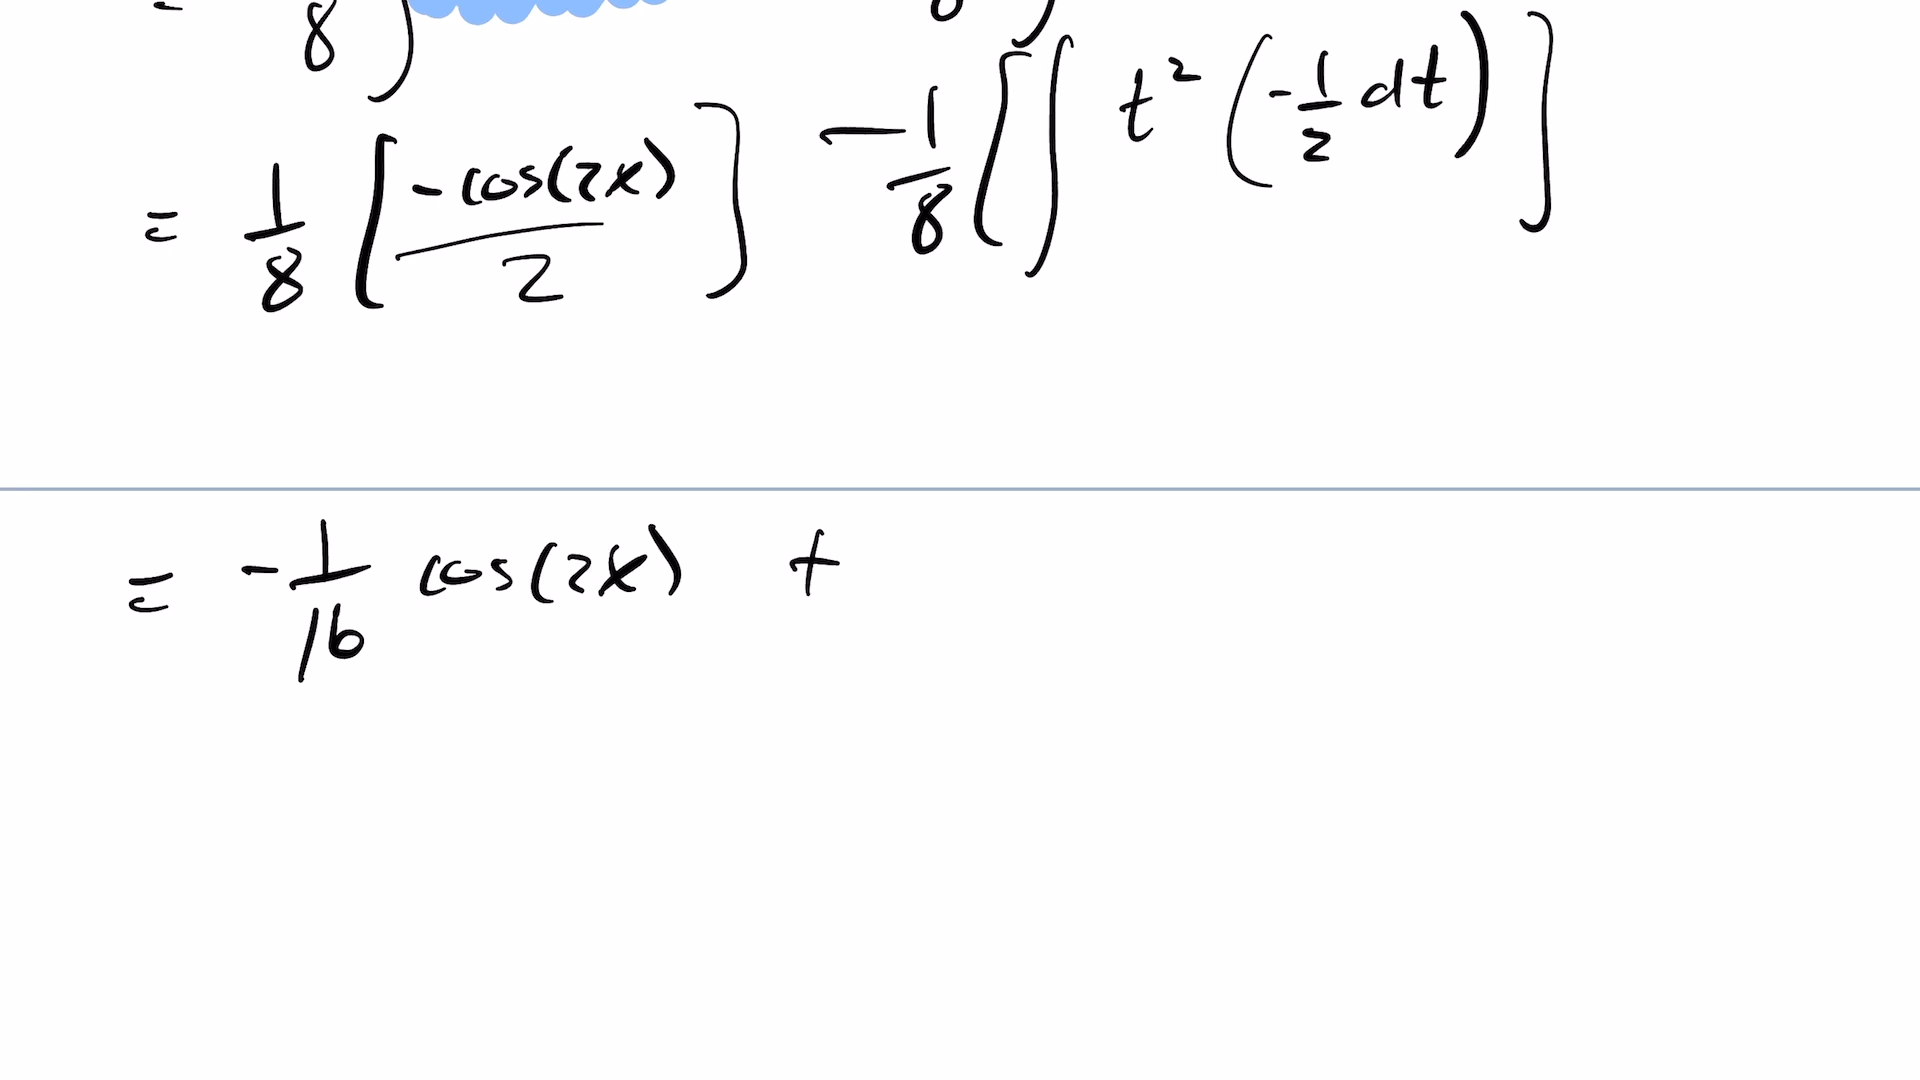 = 1/8 [ -cos(2x)/2 ] - 1/8 [ ∫ t² ( -1/2 dt ) ]
= -1/16 cos(2x) +